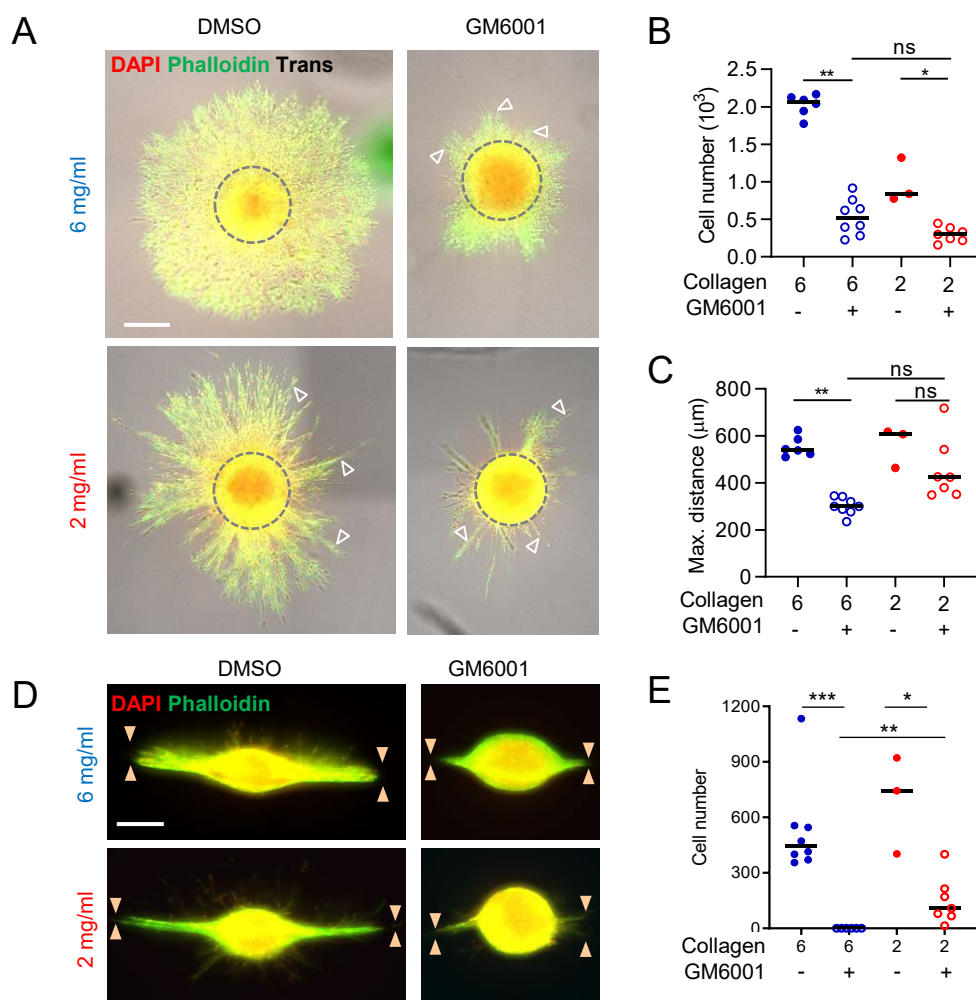 A
DMSO
GM6001
DAPI Phalloidin Trans
6 mg/ml
2 mg/ml
B
ns
**
*
2.5
2.0
1.5
1.0
0.5
0.0
Cell number (10³)
Collagen 6 6 2 2
GM6001 - + - +
C
ns
** ns
800
600
400
200
0
Max. distance (μm)
Collagen 6 6 2 2
GM6001 - + - +
D
DMSO
GM6001
DAPI Phalloidin
6 mg/ml
2 mg/ml
E
*** *
**
1200
900
600
300
0
Cell number
Collagen 6 6 2 2
GM6001 - + - +